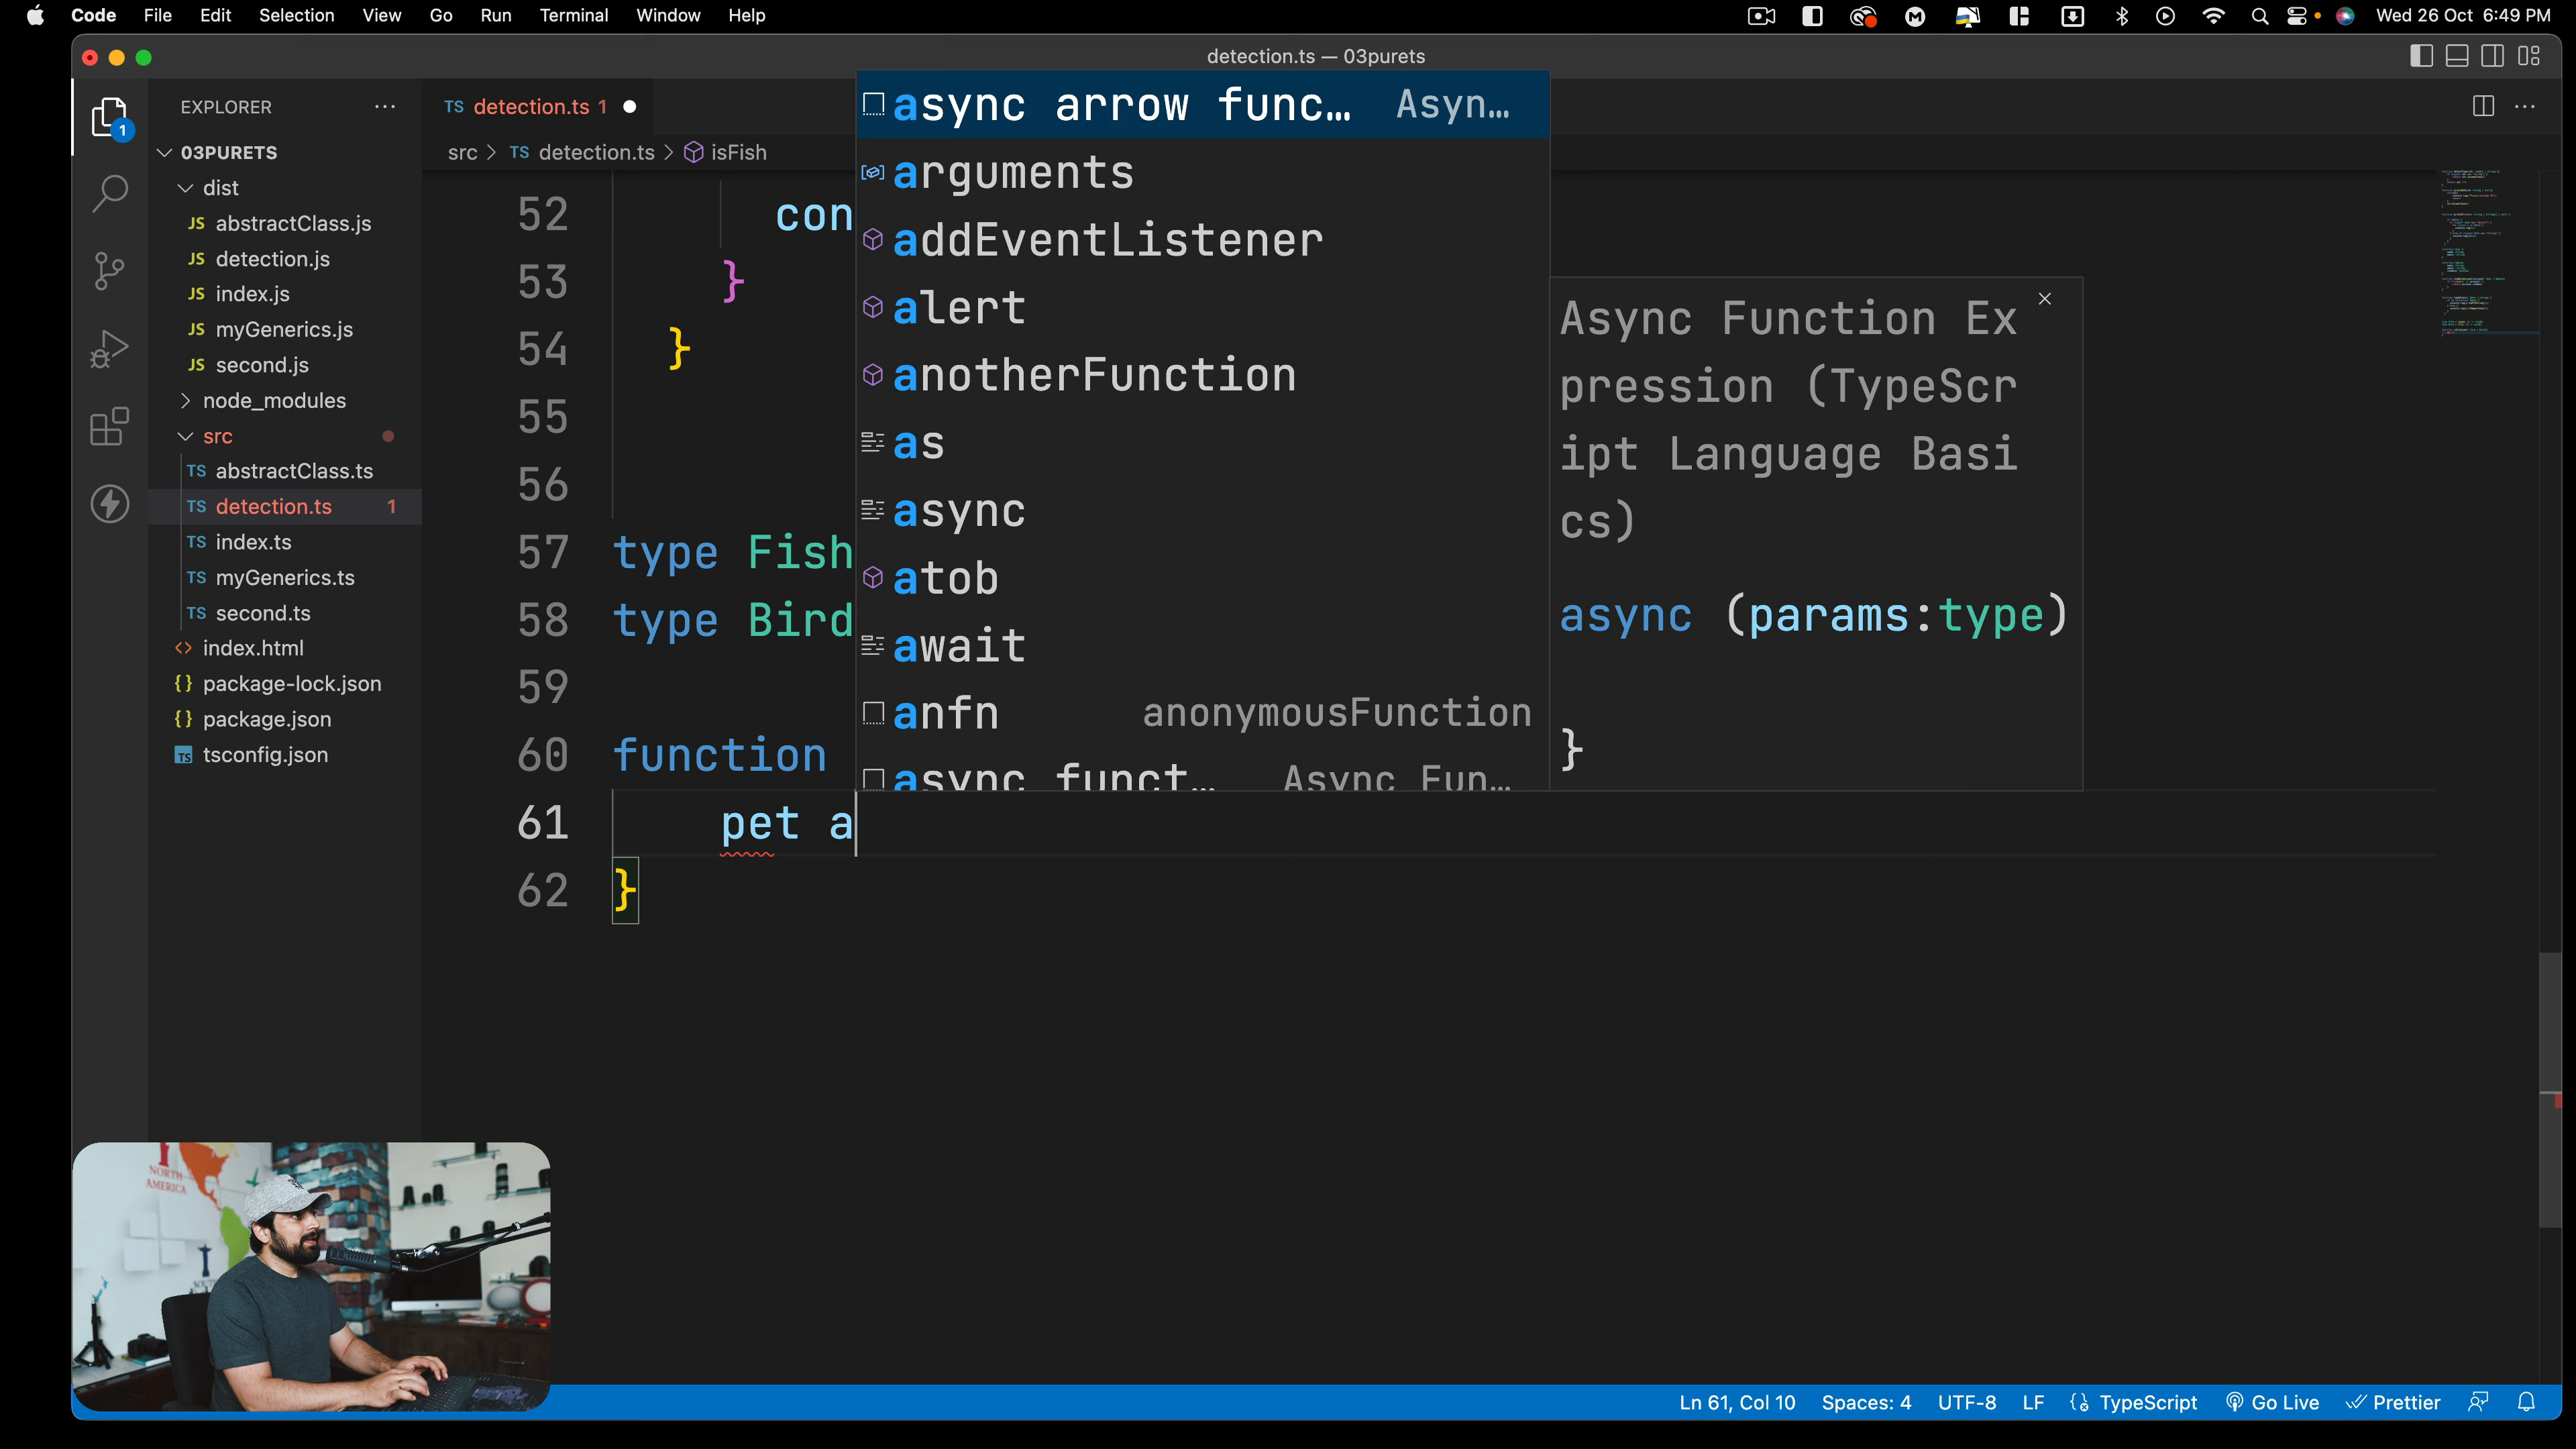 Code File Edit Selection View Go Run Terminal Window Help
Wed 26 Oct 6:49 PM
detection.ts — 03purets
EXPLORER
TS detection.ts 1
03PURETS
src > TS detection.ts > isFish
dist
JS abstractClass.js
JS detection.js
JS index.js
JS myGenerics.js
JS second.js
node_modules
src
TS abstractClass.ts
TS detection.ts 1
TS index.ts
TS myGenerics.ts
TS second.ts
<> index.html
{} package-lock.json
{} package.json
TS tsconfig.json
1
52 con
53 }
54 }
55
56
57 type Fish
58 type Bird
59
60 function
61 pet a
62 }
async arrow func… Asyn…
arguments
addEventListener
alert
anotherFunction
as
async
atob
await
anfn anonymousFunction
async funct… Async Fun…
Async Function Ex
pression (TypeScr
ipt Language Basi
cs)
async (params:type)
}
NORTH
AMERICA
Ln 61, Col 10 Spaces: 4 UTF-8 LF {} TypeScript Go Live Prettier